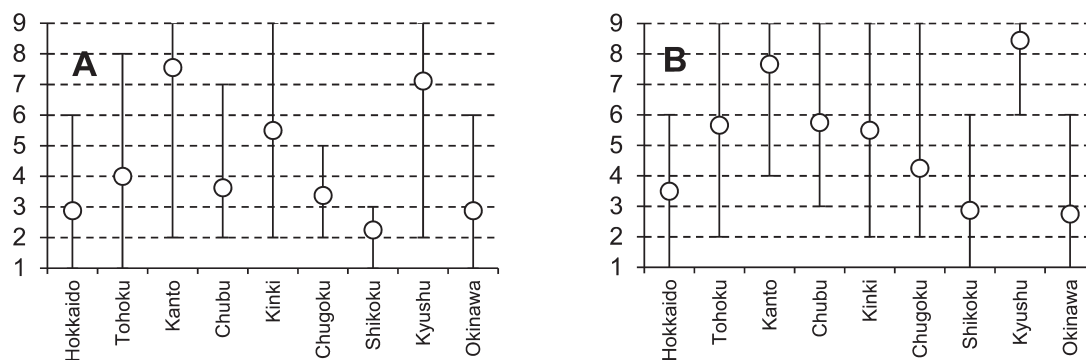 9
8
7
6
5
4
3
2
1
A
Hokkaido
Tohoku
Kanto
Chubu
Kinki
Chugoku
Shikoku
Kyushu
Okinawa
9
8
7
6
5
4
3
2
1
B
Hokkaido
Tohoku
Kanto
Chubu
Kinki
Chugoku
Shikoku
Kyushu
Okinawa